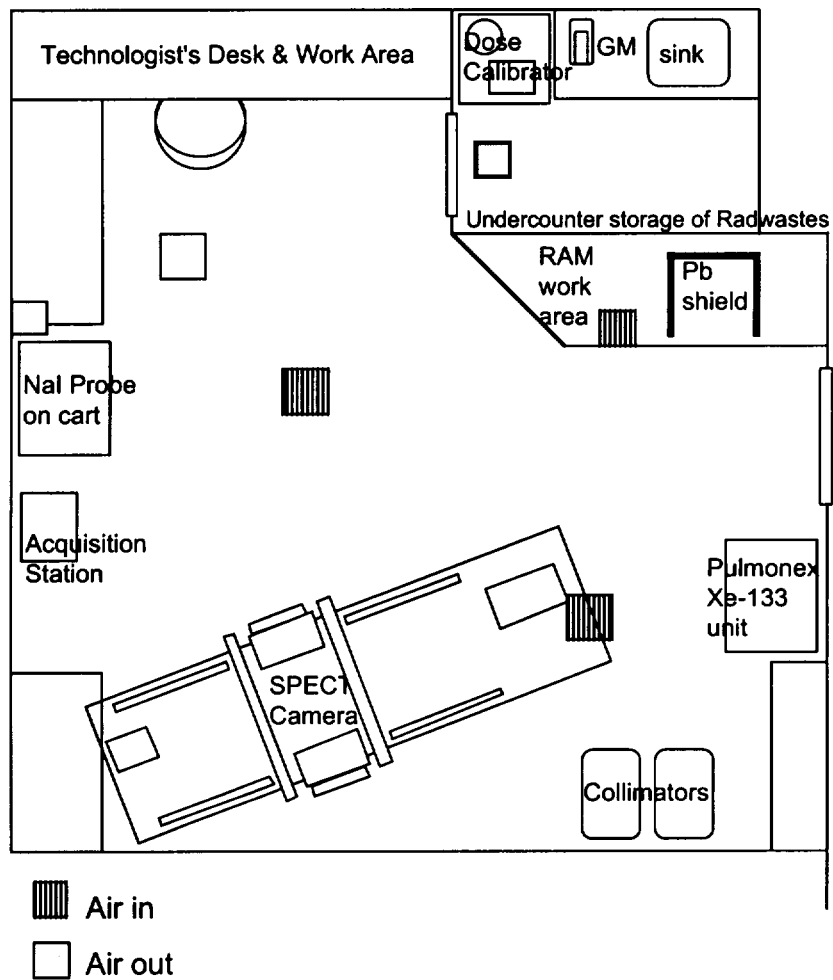 Technologist's Desk & Work Area
Dose
Calibrator
GM
sink
Undercounter storage of Radwastes
RAM
work
area
Pb
shield
NaI Probe
on cart
Acquisition
Station
Pulmonex
Xe-133
unit
SPECT
Camera
Collimators
Air in
Air out